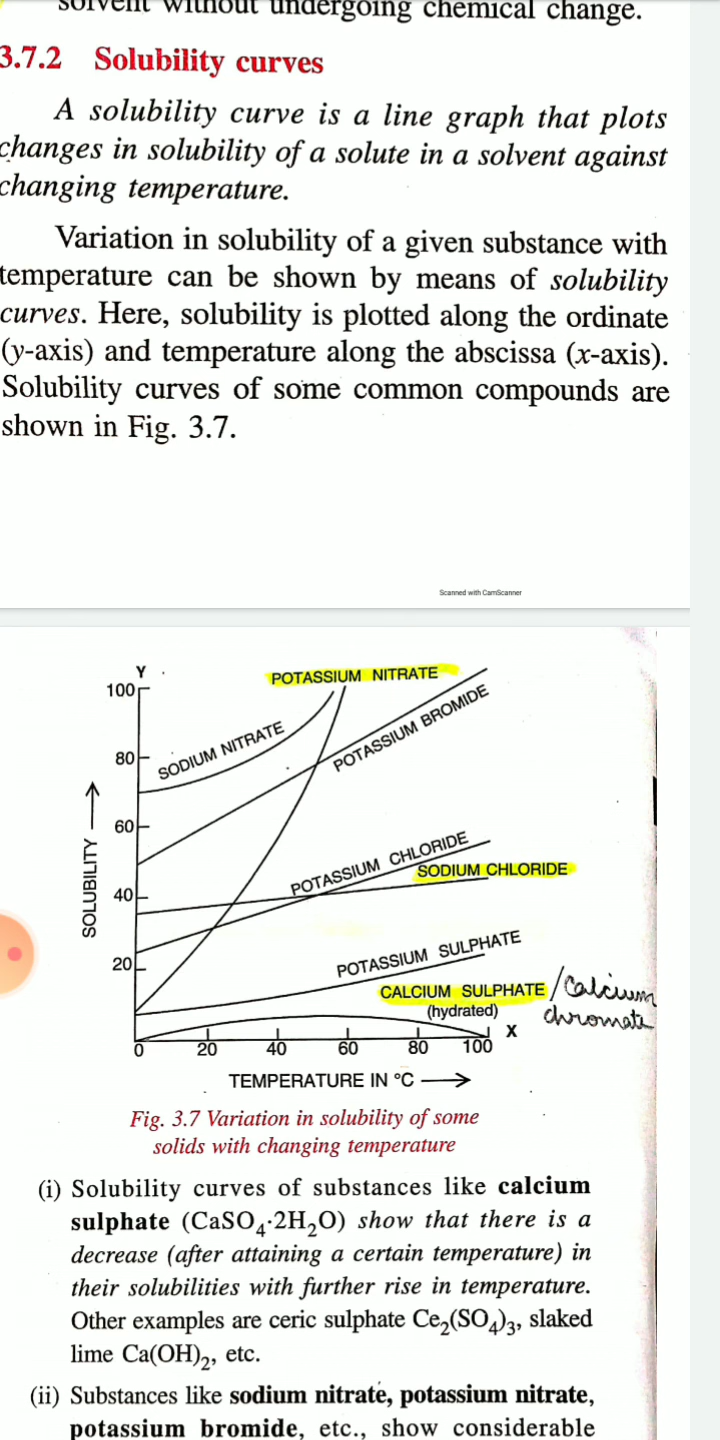 solvent without undergoing chemical change.
3.7.2 Solubility curves
A solubility curve is a line graph that plots
changes in solubility of a solute in a solvent against
changing temperature.
Variation in solubility of a given substance with
temperature can be shown by means of solubility
curves. Here, solubility is plotted along the ordinate
(y-axis) and temperature along the abscissa (x-axis).
Solubility curves of some common compounds are
shown in Fig. 3.7.
Scanned with CamScanner
Y
POTASSIUM NITRATE
100
SODIUM NITRATE
POTASSIUM BROMIDE
80
60
SOLUBILITY
POTASSIUM CHLORIDE
SODIUM CHLORIDE
40
POTASSIUM SULPHATE
20
CALCIUM SULPHATE / Calcium
(hydrated) chromate
X
0 20 40 60 80 100
TEMPERATURE IN °C
Fig. 3.7 Variation in solubility of some
solids with changing temperature
(i) Solubility curves of substances like calcium
sulphate (CaSO₄·2H₂O) show that there is a
decrease (after attaining a certain temperature) in
their solubilities with further rise in temperature.
Other examples are ceric sulphate Ce₂(SO₄)₃, slaked
lime Ca(OH)₂, etc.
(ii) Substances like sodium nitrate, potassium nitrate,
potassium bromide, etc., show considerable